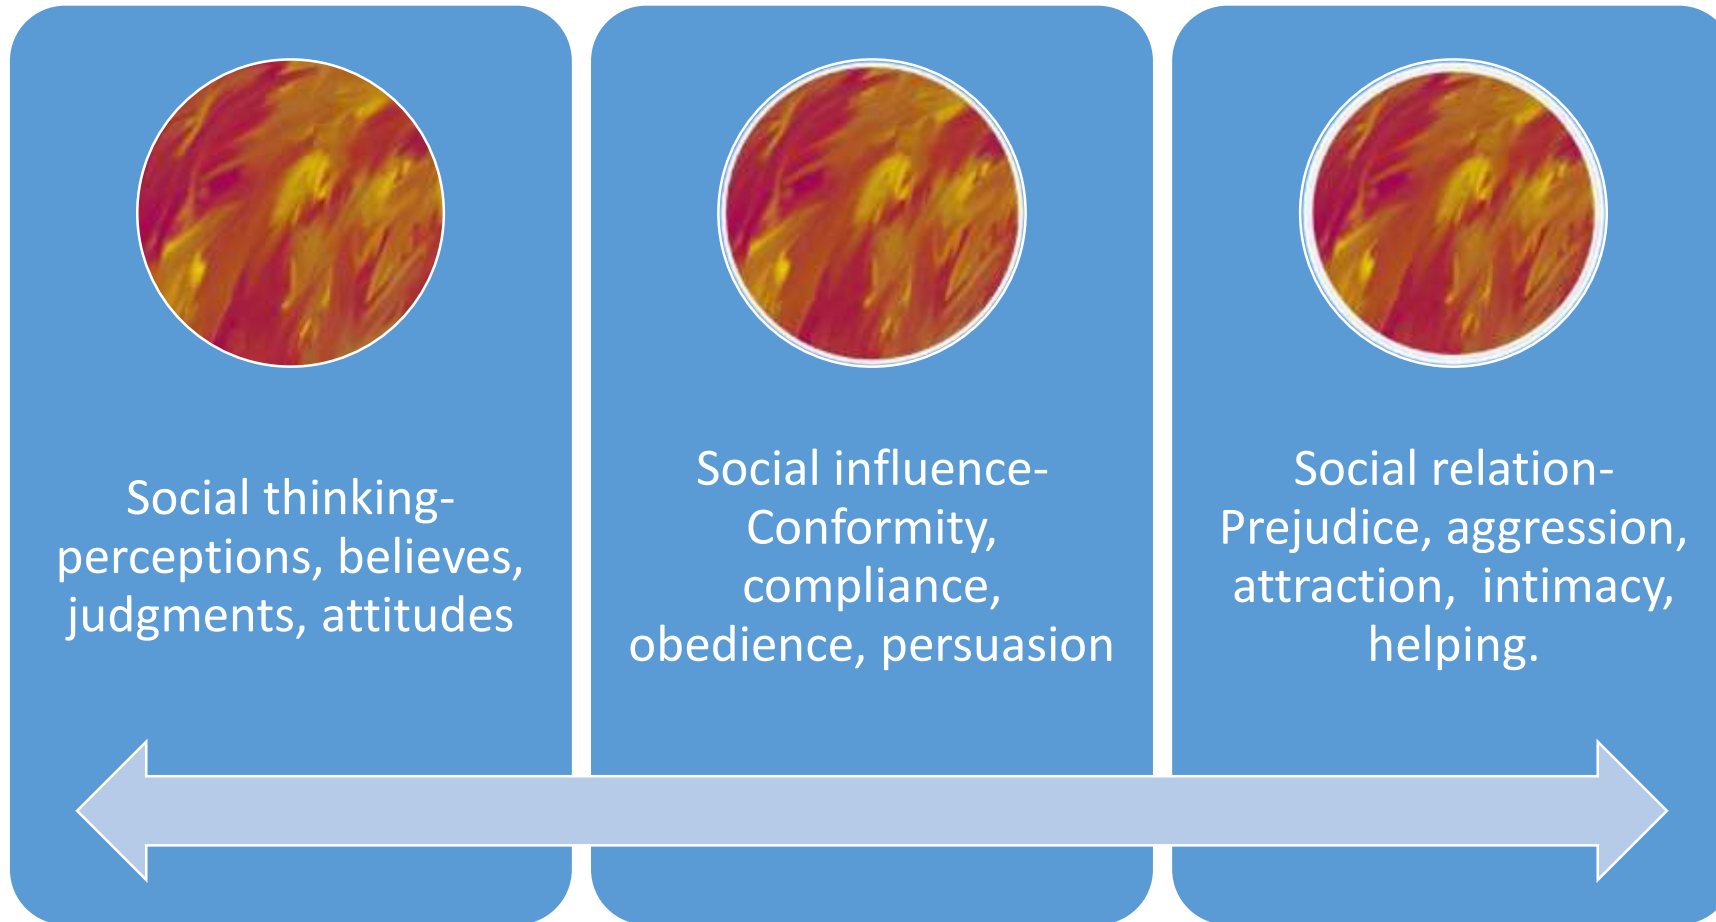 Social thinking-
perceptions, believes,
judgments, attitudes
Social influence-
Conformity,
compliance,
obedience, persuasion
Social relation-
Prejudice, aggression,
attraction,  intimacy,
helping.